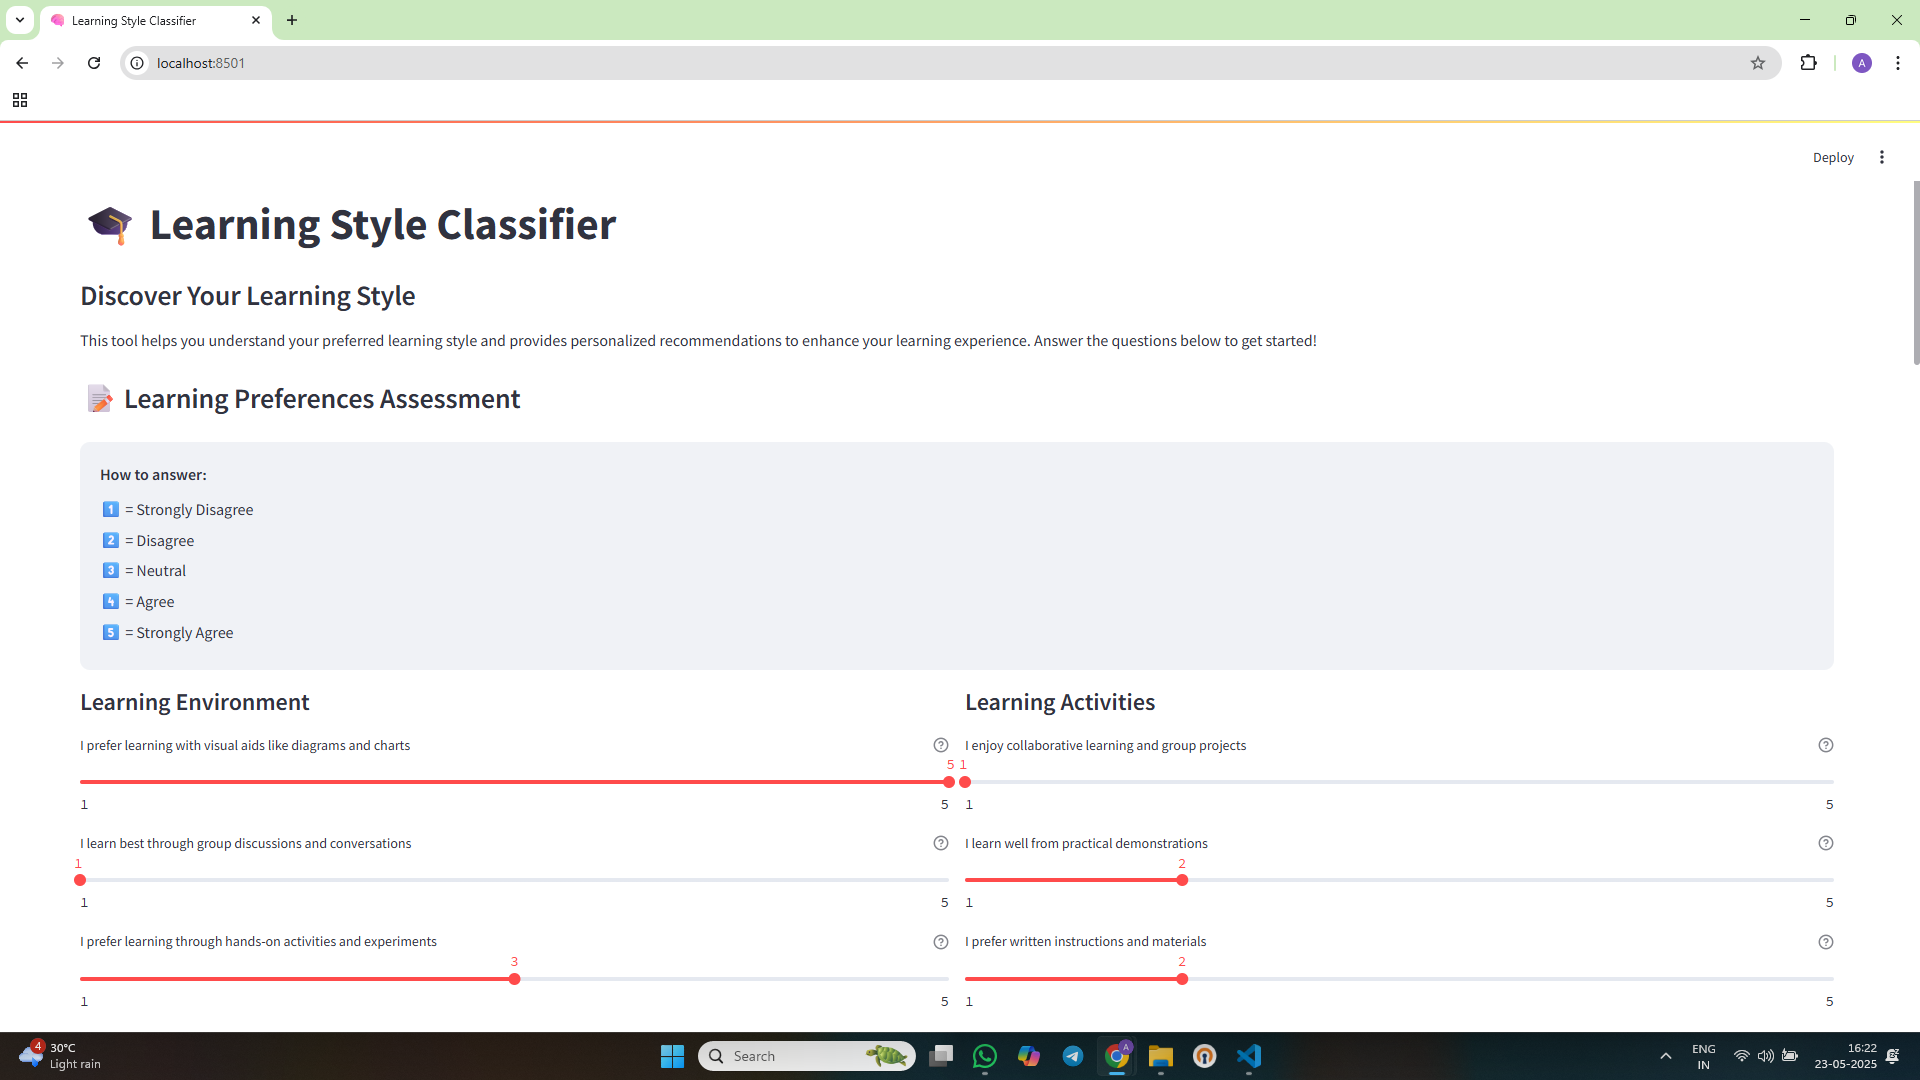 Learning Style Classifier
localhost:8501
A
Deploy
Learning Style Classifier
Discover Your Learning Style
This tool helps you understand your preferred learning style and provides personalized recommendations to enhance your learning experience. Answer the questions below to get started!
Learning Preferences Assessment
How to answer:
1 = Strongly Disagree
2 = Disagree
3 = Neutral
4 = Agree
5 = Strongly Agree
Learning Environment
I prefer learning with visual aids like diagrams and charts
5
1 5
I learn best through group discussions and conversations
1
1 5
I prefer learning through hands-on activities and experiments
3
1 5
Learning Activities
I enjoy collaborative learning and group projects
1
1 5
I learn well from practical demonstrations
2
1 5
I prefer written instructions and materials
2
1 5
4
30°C
Light rain
Search
A
ENG
IN
16:22
23-05-2025